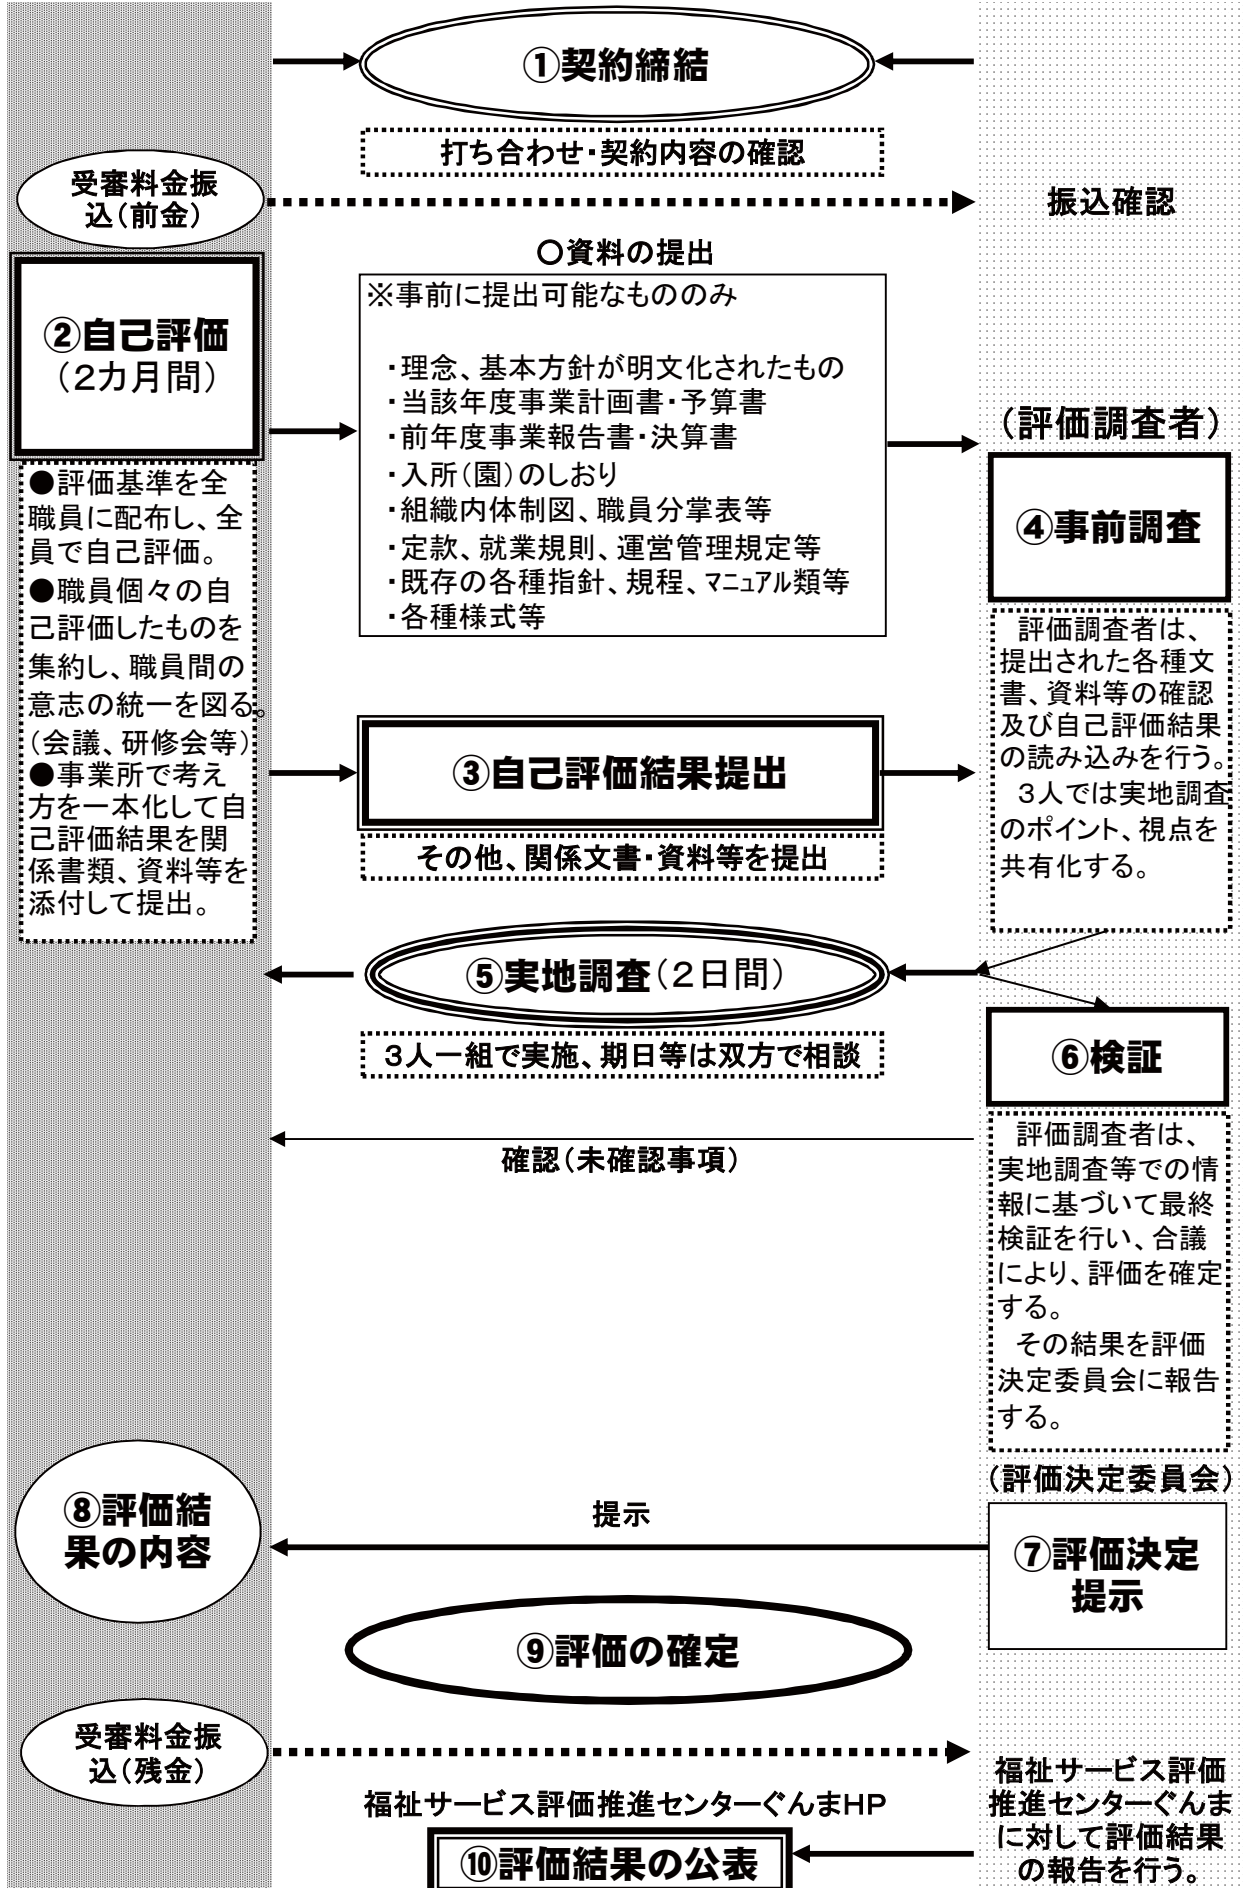 ①契約締結
打ち合わせ・契約内容の確認
受審料金振
込（前金）
振込確認
○資料の提出
※事前に提出可能なもののみ
・理念、基本方針が明文化されたもの
・当該年度事業計画書・予算書
・前年度事業報告書・決算書
・入所（園）のしおり
・組織内体制図、職員分掌表等
・定款、就業規則、運営管理規定等
・既存の各種指針、規程、マニュアル類等
・各種様式等
②自己評価
（２カ月間）
●評価基準を全
職員に配布し、全
員で自己評価。
●職員個々の自
己評価したものを
集約し、職員間の
意志の統一を図る。
（会議、研修会等）
●事業所で考え
方を一本化して自
己評価結果を関
係書類、資料等を
添付して提出。
（評価調査者）
④事前調査
評価調査者は、
提出された各種文
書、資料等の確認
及び自己評価結果
の読み込みを行う。
３人では実地調査
のポイント、視点を
共有化する。
③自己評価結果提出
その他、関係文書・資料等を提出
⑤実地調査（２日間）
３人一組で実施、期日等は双方で相談
⑥検証
評価調査者は、
実地調査等での情
報に基づいて最終
検証を行い、合議
により、評価を確定
する。
その結果を評価
決定委員会に報告
する。
確認（未確認事項）
（評価決定委員会）
⑦評価決定
提示
提示
⑧評価結
果の内容
⑨評価の確定
受審料金振
込（残金）
福祉サービス評価
推進センターぐんま
に対して評価結果
の報告を行う。
福祉サービス評価推進センターぐんまHP
⑩評価結果の公表